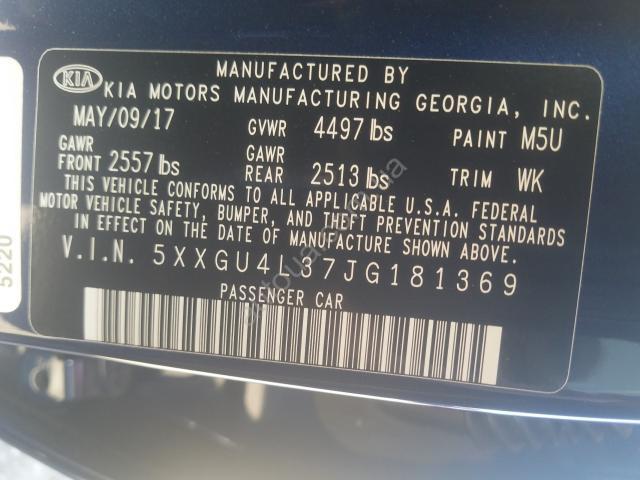 MANUFACTURED BY
KIA KIA MOTORS MANUFACTURING GEORGIA, INC.
MAY/09/17 GVWR 4497 lbs PAINT M5U
GAWR FRONT 2557 lbs GAWR REAR 2513 lbs TRIM WK
THIS VEHICLE CONFORMS TO ALL APPLICABLE U.S.A. FEDERAL
MOTOR VEHICLE SAFETY, BUMPER, AND THEFT PREVENTION STANDARDS
IN EFFECT ON THE DATE OF MANUFACTURE SHOWN ABOVE.
V.I.N. 5XXGU4L37JG181369
PASSENGER CAR
5220